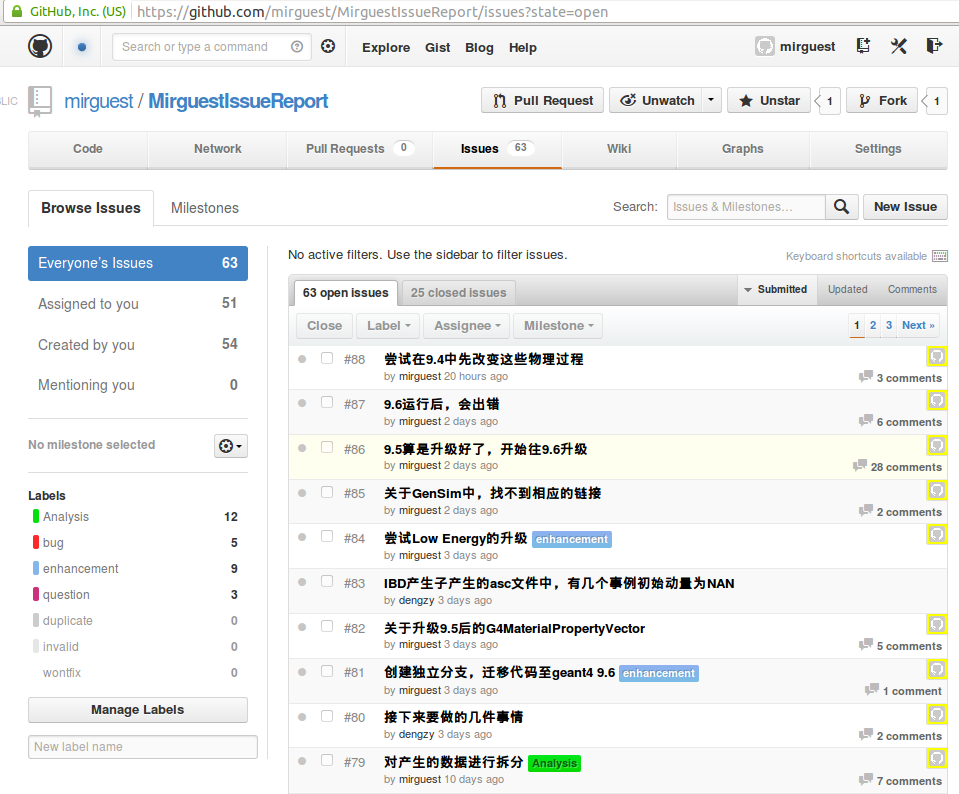 GitHub, Inc. (US) https://github.com/mirguest/MirguestIssueReport/issues?state=open
Search or type a command Explore Gist Blog Help mirguest
LIC mirguest / MirguestIssueReport Pull Request Unwatch Unstar 1 Fork 1
Code Network Pull Requests 0 Issues 63 Wiki Graphs Settings
Browse Issues Milestones Search: Issues & Milestones... New Issue
Everyone's Issues 63
Assigned to you 51
Created by you 54
Mentioning you 0
No milestone selected
Labels
Analysis 12
bug 5
enhancement 9
question 3
duplicate 0
invalid 0
wontfix 0
Manage Labels
New label name
No active filters. Use the sidebar to filter issues. Keyboard shortcuts available
63 open issues 25 closed issues Submitted Updated Comments
Close Label Assignee Milestone 1 2 3 Next »
#88 尝试在9.4中先改变这些物理过程
by mirguest 20 hours ago 3 comments
#87 9.6运行后，会出错
by mirguest 2 days ago 6 comments
#86 9.5算是升级好了，开始往9.6升级
by mirguest 2 days ago 28 comments
#85 关于GenSim中，找不到相应的链接
by mirguest 2 days ago 2 comments
#84 尝试Low Energy的升级 enhancement
by mirguest 3 days ago
#83 IBD产生子产生的asc文件中，有几个事例初始动量为NAN
by dengzy 3 days ago
#82 关于升级9.5后的G4MaterialPropertyVector
by mirguest 3 days ago 5 comments
#81 创建独立分支，迁移代码至geant4 9.6 enhancement
by mirguest 3 days ago 1 comment
#80 接下来要做的几件事情
by dengzy 3 days ago 2 comments
#79 对产生的数据进行拆分 Analysis
by mirguest 10 days ago 7 comments